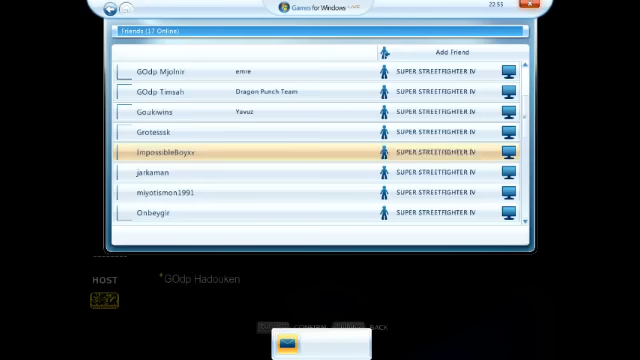 Games for Windows LIVE
22:55
Friends (17 Online)
Add Friend
GOdp Mjolnir emre SUPER STREETFIGHTER IV
GOdp Timsah Dragon Punch Team SUPER STREETFIGHTER IV
Goukiwins Yavuz SUPER STREETFIGHTER IV
Grotesssk SUPER STREETFIGHTER IV
ImpossibleBoyxv SUPER STREETFIGHTER IV
jarkaman SUPER STREETFIGHTER IV
miyotismon1991 SUPER STREETFIGHTER IV
Onbeygir SUPER STREETFIGHTER IV
HOST GOdp Hadouken
CONFIRM BACK